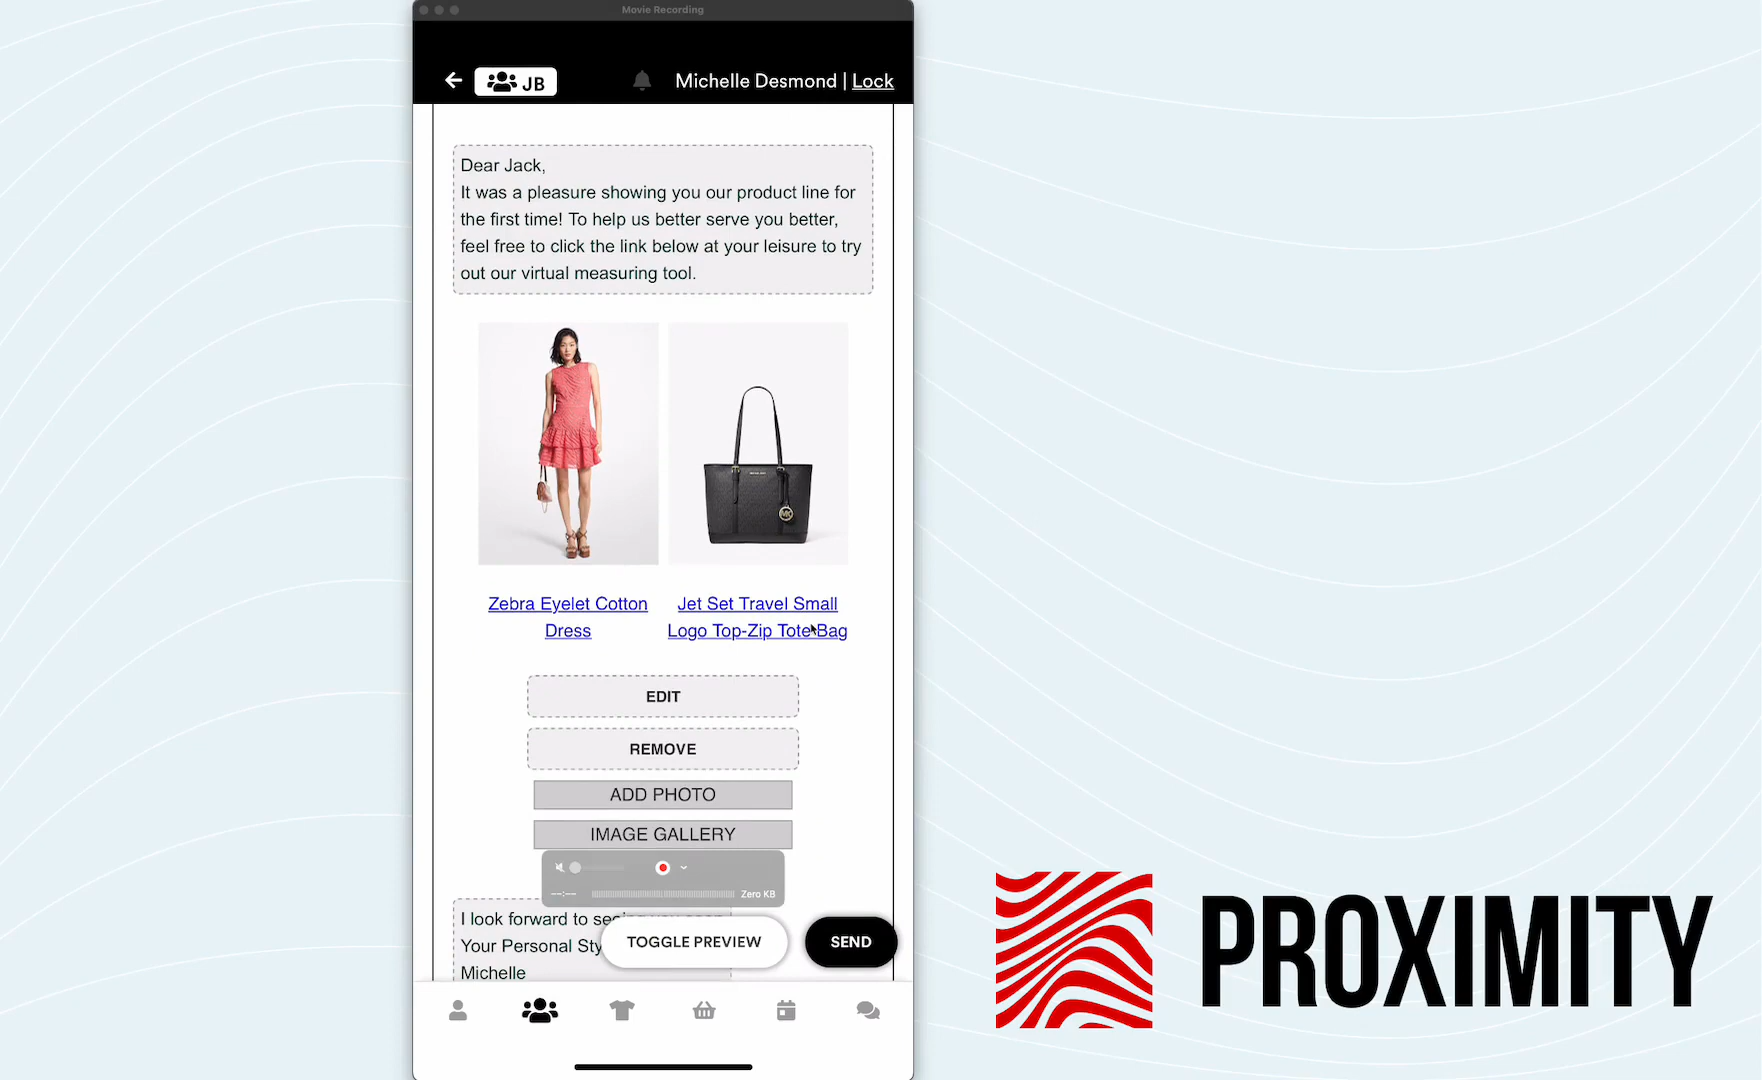 Movie Recording
JB
Michelle Desmond | Lock
Dear Jack,
It was a pleasure showing you our product line for
the first time! To help us better serve you better,
feel free to click the link below at your leisure to try
out our virtual measuring tool.
Zebra Eyelet Cotton
Dress
Jet Set Travel Small
Logo Top-Zip Tote Bag
EDIT
REMOVE
ADD PHOTO
IMAGE GALLERY
--:--
Zero KB
I look forward to seeing you soon
Your Personal Sty
Michelle
TOGGLE PREVIEW
SEND
PROXIMITY